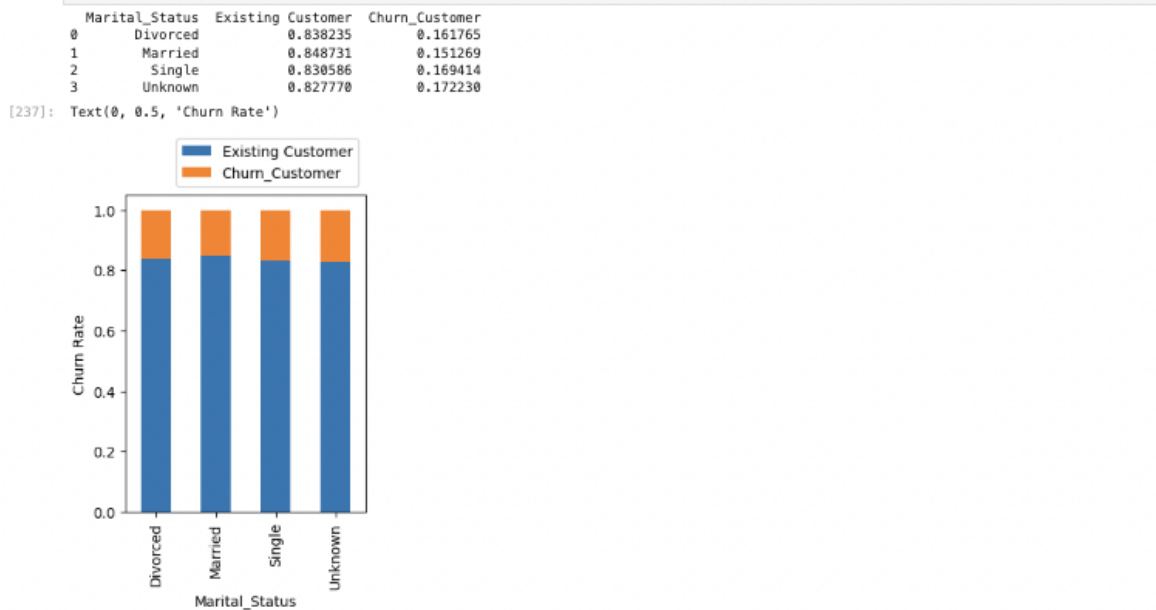 Marital_Status Existing Customer Churn_Customer
0 Divorced 0.838235 0.161765
1 Married 0.848731 0.151269
2 Single 0.830586 0.169414
3 Unknown 0.827770 0.172230
[237]: Text(0, 0.5, 'Churn Rate')
Existing Customer
Churn_Customer
1.0
0.8
0.6
0.4
0.2
0.0
Churn Rate
Divorced
Married
Single
Unknown
Marital_Status